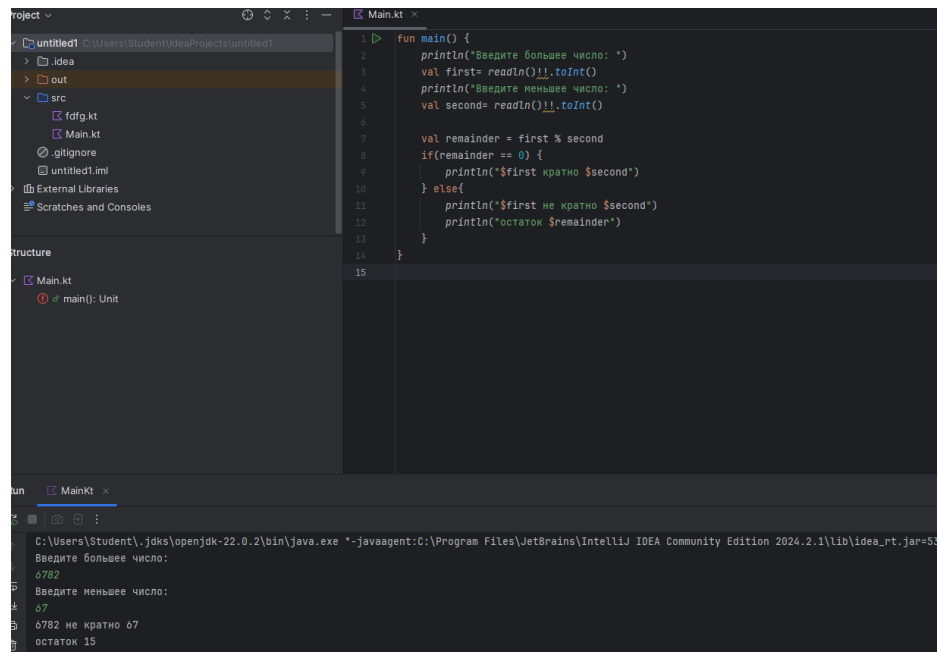 Project
Main.kt
untitled1 C:\Users\Student\IdeaProjects\untitled1
.idea
out
src
fdfg.kt
Main.kt
.gitignore
untitled1.iml
External Libraries
Scratches and Consoles
Structure
Main.kt
main(): Unit
1 fun main() {
2 println("Введите большее число: ")
3 val first= readln()!!.toInt()
4 println("Введите меньшее число: ")
5 val second= readln()!!.toInt()
6
7 val remainder = first % second
8 if(remainder == 0) {
9 println("$first кратно $second")
10 } else{
11 println("$first не кратно $second")
12 println("остаток $remainder")
13 }
14 }
15
Run MainKt
C:\Users\Student\.jdks\openjdk-22.0.2\bin\java.exe "-javaagent:C:\Program Files\JetBrains\IntelliJ IDEA Community Edition 2024.2.1\lib\idea_rt.jar=53
Введите большее число:
6782
Введите меньшее число:
67
6782 не кратно 67
остаток 15